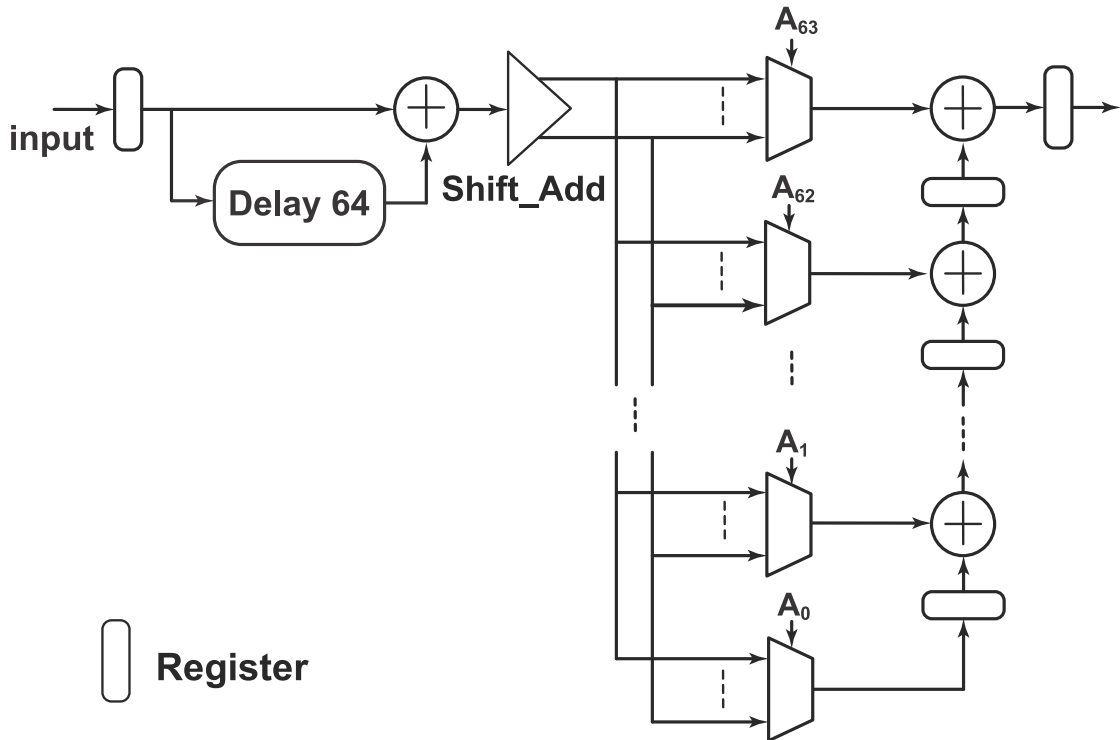 A63
input
Delay 64
Shift_Add
A62
A1
A0
Register